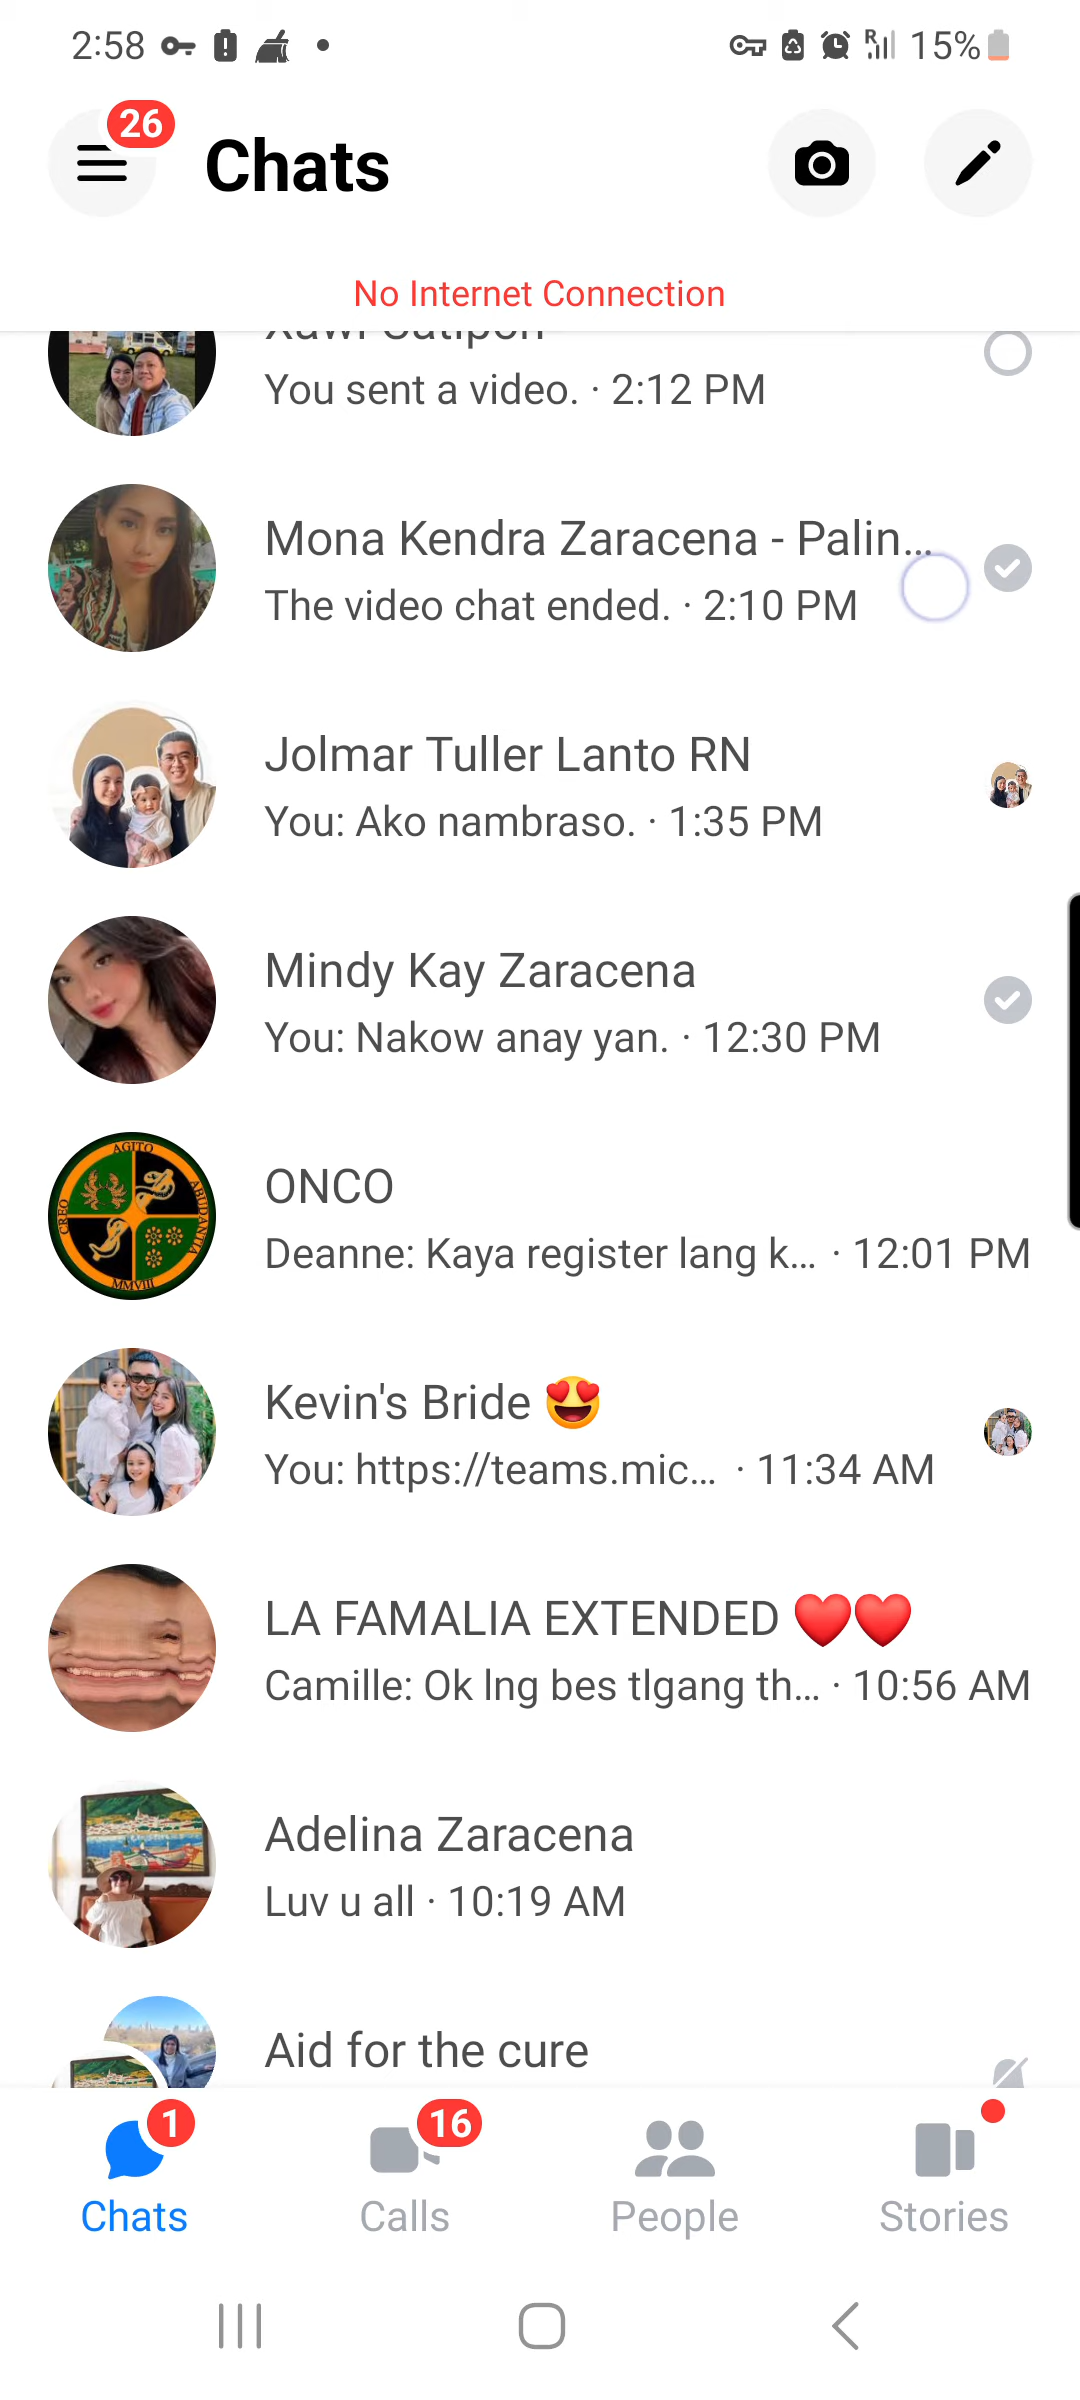 2:58
15%
26
Chats
No Internet Connection
You sent a video. · 2:12 PM
Mona Kendra Zaracena - Palin...
The video chat ended. · 2:10 PM
Jolmar Tuller Lanto RN
You: Ako nambraso. · 1:35 PM
Mindy Kay Zaracena
You: Nakow anay yan. · 12:30 PM
AGITO
CREO
ABUDANTIA
MMVIII
ONCO
Deanne: Kaya register lang k... · 12:01 PM
Kevin's Bride 😍
You: https://teams.mic... · 11:34 AM
LA FAMALIA EXTENDED ❤️❤️
Camille: Ok lng bes tlgang th... · 10:56 AM
Adelina Zaracena
Luv u all · 10:19 AM
Aid for the cure
1
16
Chats
Calls
People
Stories